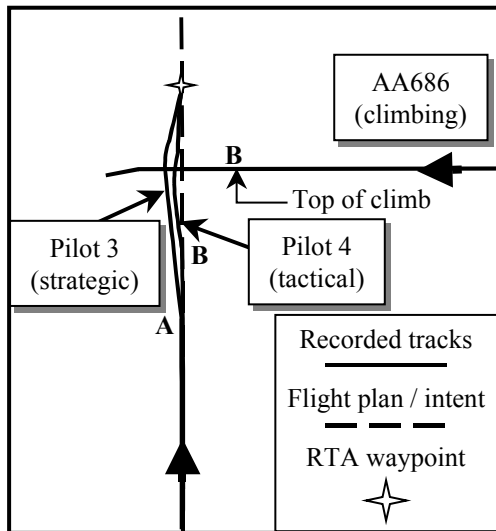 AA686
(climbing)
B
Top of climb
Pilot 3
(strategic)
Pilot 4
(tactical)
B
A
Recorded tracks
Flight plan / intent
RTA waypoint